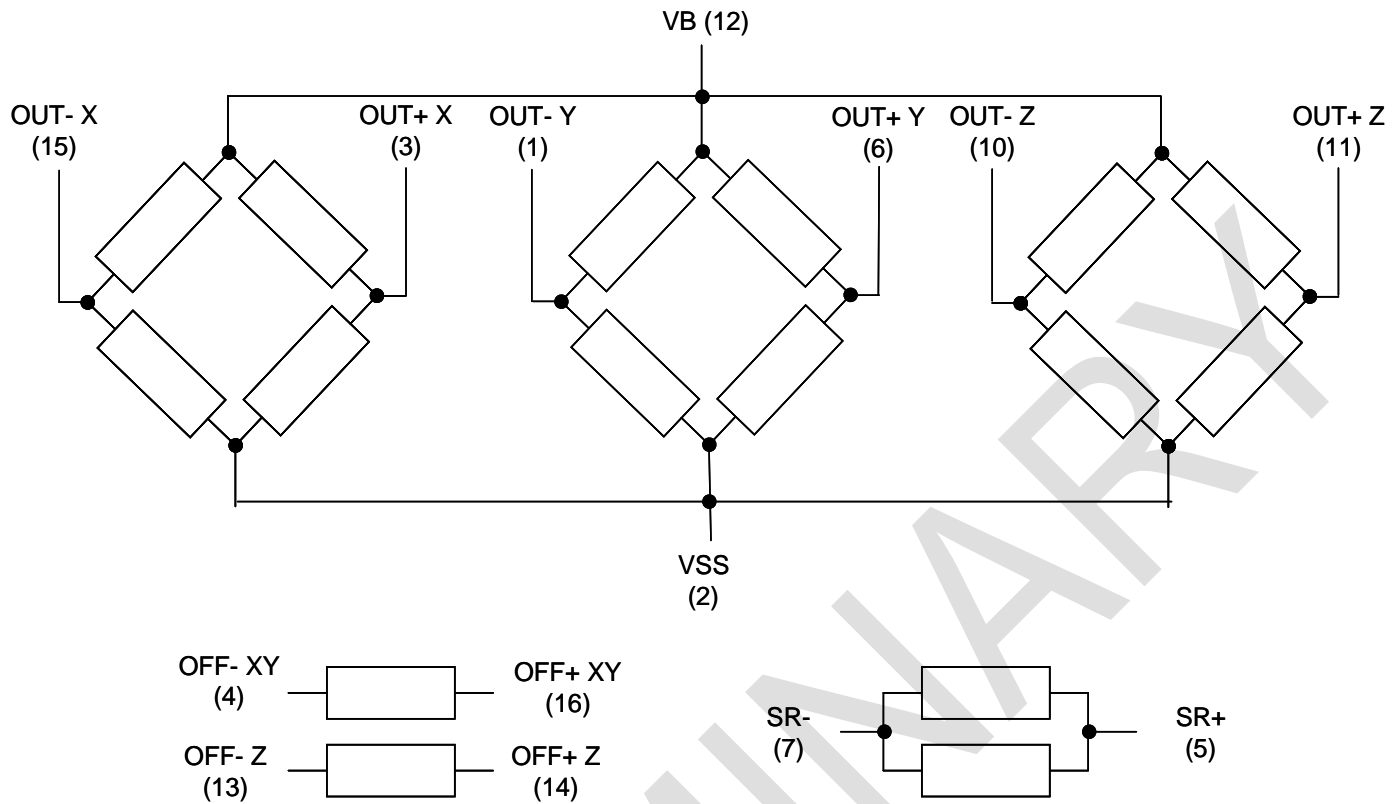 VB (12)
OUT- X
(15)
OUT+ X
(3)
OUT- Y
(1)
OUT+ Y
(6)
OUT- Z
(10)
OUT+ Z
(11)
VSS
(2)
OFF- XY
(4)
OFF+ XY
(16)
OFF- Z
(13)
OFF+ Z
(14)
SR-
(7)
SR+
(5)
MINARY